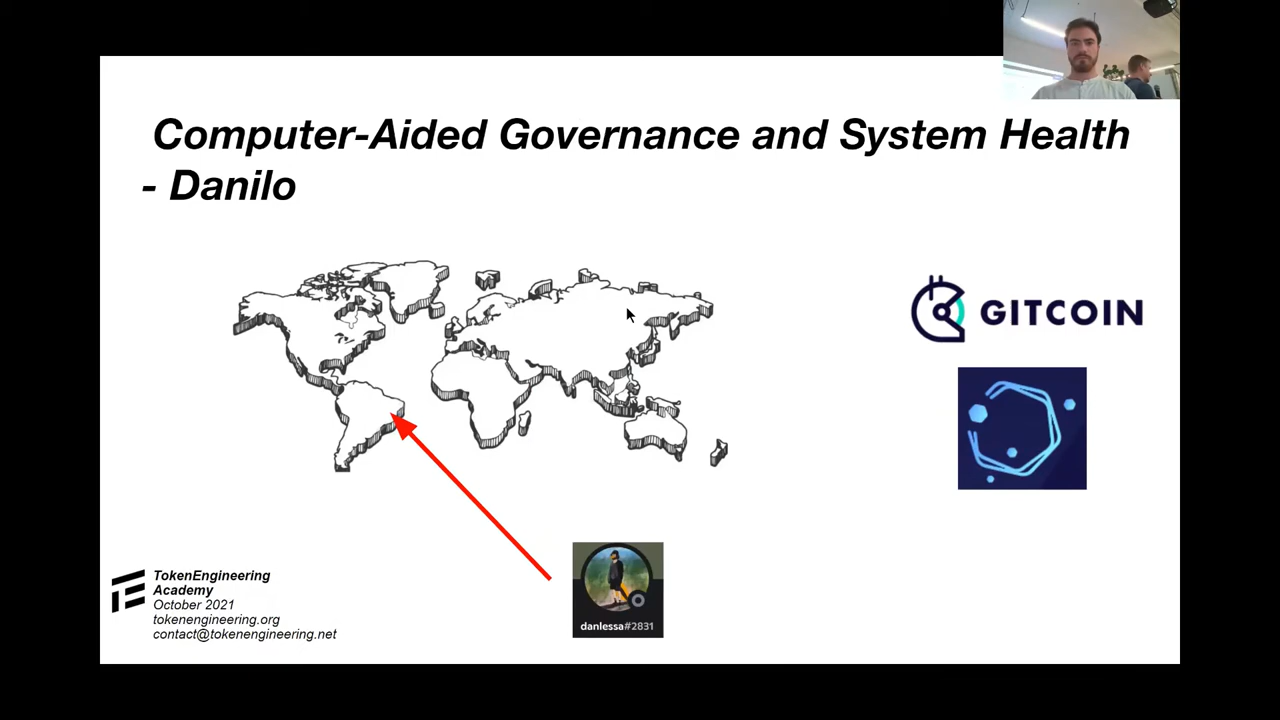 Computer-Aided Governance and System Health
- Danilo
GITCOIN
danlessa#2831
TokenEngineering
Academy
October 2021
tokenengineering.org
contact@tokenengineering.net